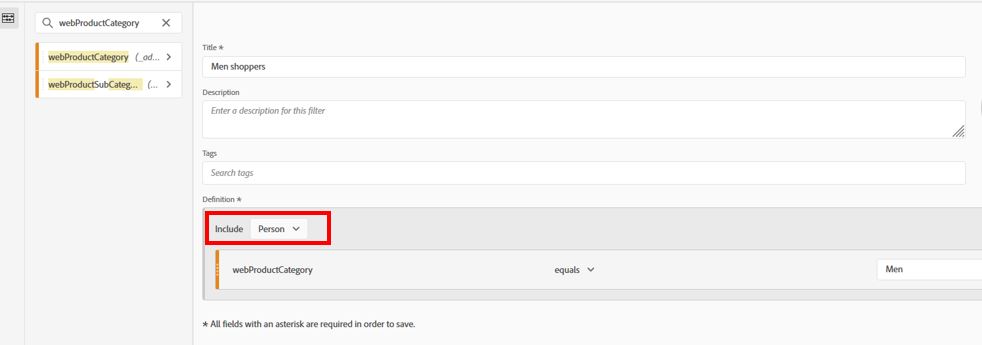 webProductCategory
webProductCategory (_ad...
webProductSubCateg... (...
Title *
Men shoppers
Description
Enter a description for this filter
Tags
Search tags
Definition *
Include Person
webProductCategory equals Men
* All fields with an asterisk are required in order to save.